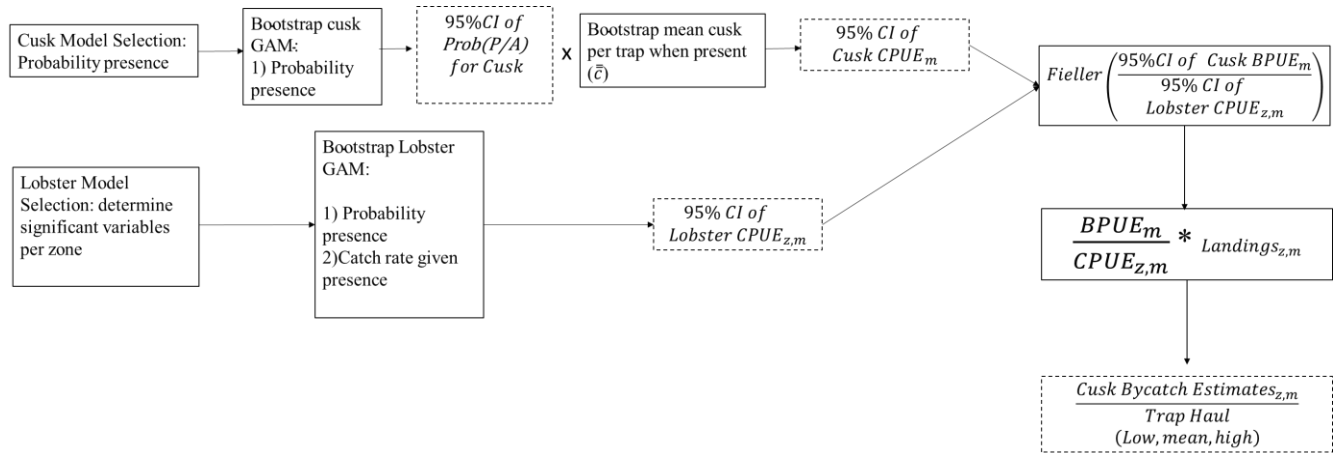 Cusk Model Selection:
Probability presence
Bootstrap cusk
GAM:
1) Probability
presence
95%CI of
Prob(P/A)
for Cusk
x
Bootstrap mean cusk
per trap when present
(c̿)
95% CI of
Cusk CPUEₘ
Fieller(95%CI of Cusk BPUEₘ
95% CI of
Lobster CPUE_z,m)
Lobster Model
Selection: determine
significant variables
per zone
Bootstrap Lobster
GAM:
1) Probability
presence
2)Catch rate given
presence
95% CI of
Lobster CPUE_z,m
BPUEₘ
CPUE_z,m * Landings_z,m
Cusk Bycatch Estimates_z,m
Trap Haul
(Low, mean, high)